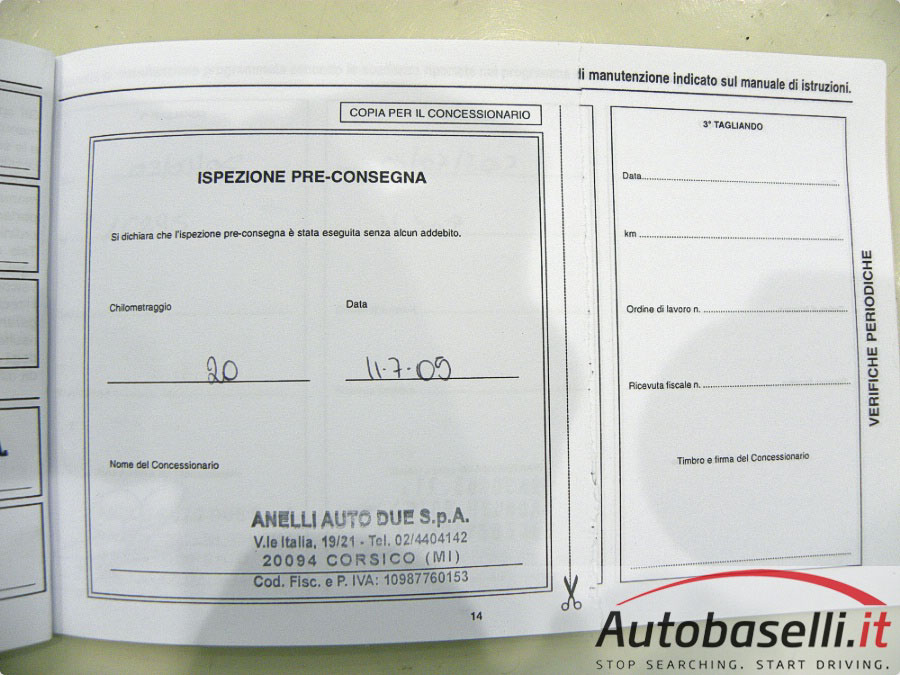 di manutenzione indicato sul manuale di istruzioni.
COPIA PER IL CONCESSIONARIO
ISPEZIONE PRE-CONSEGNA
Si dichiara che l'ispezione pre-consegna è stata eseguita senza alcun addebito.
Chilometraggio
Data
20
11-7-09
Nome del Concessionario
ANELLI AUTO DUE S.p.A.
V.le Italia, 19/21 - Tel. 02/4404142
20094 CORSICO (MI)
Cod. Fisc. e P. IVA: 10987760153
14
3° TAGLIANDO
Data
km
Ordine di lavoro n.
Ricevuta fiscale n.
Timbro e firma del Concessionario
VERIFICHE PERIODICHE
Autobaselli.it
STOP SEARCHING. START DRIVING.